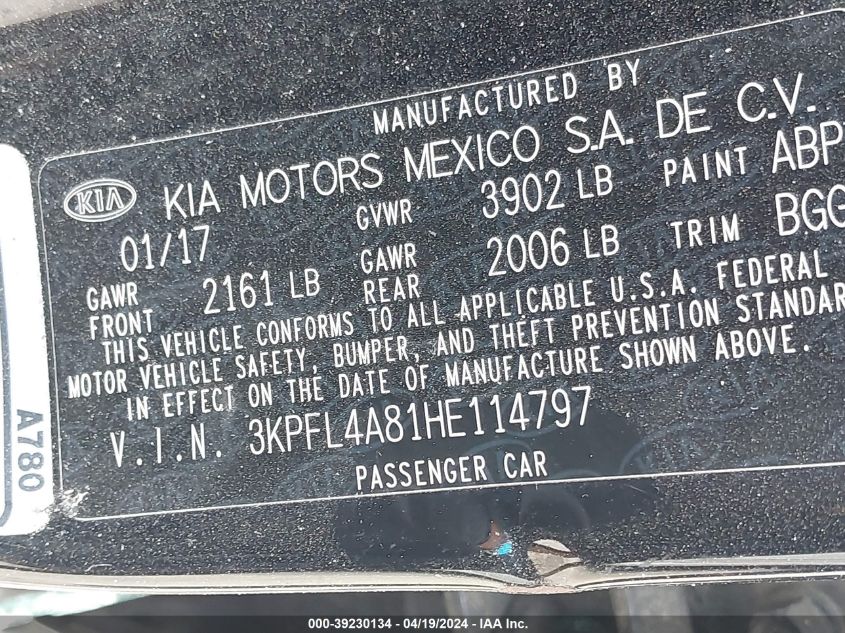 MANUFACTURED BY
KIA KIA MOTORS MEXICO S.A. DE C.V.
01/17 GVWR 3902 LB PAINT ABP
GAWR FRONT 2161 LB GAWR REAR 2006 LB TRIM BGG
THIS VEHICLE CONFORMS TO ALL APPLICABLE U.S.A. FEDERAL
MOTOR VEHICLE SAFETY, BUMPER, AND THEFT PREVENTION STANDAR
IN EFFECT ON THE DATE OF MANUFACTURE SHOWN ABOVE.
V.I.N. 3KPFL4A81HE114797
PASSENGER CAR
A780
000-39230134 - 04/19/2024 - IAAI, Inc.